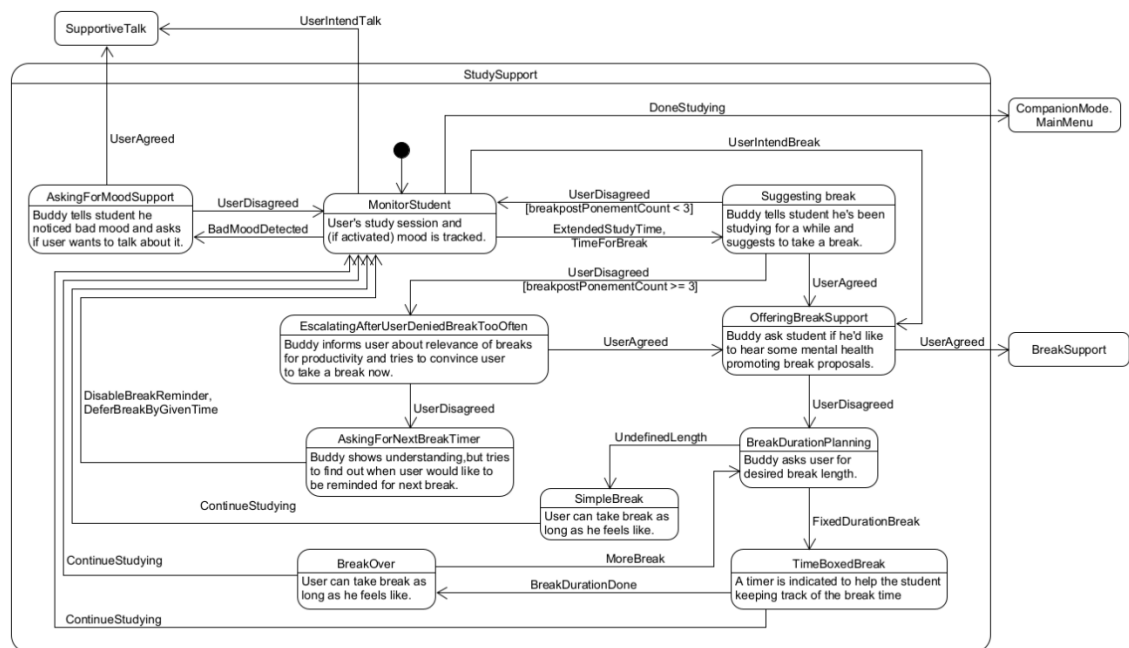 SupportiveTalk
UserIntendTalk
StudySupport
DoneStudying
CompanionMode.
MainMenu
UserAgreed
UserIntendBreak
AskingForMoodSupport
Buddy tells student he
noticed bad mood and asks
if user wants to talk about it.
UserDisagreed
BadMoodDetected
MonitorStudent
User's study session and
(if activated) mood is tracked.
UserDisagreed
[breakpostPonementCount < 3]
ExtendedStudyTime,
TimeForBreak
Suggesting break
Buddy tells student he's been
studying for a while and
suggests to take a break.
UserDisagreed
[breakpostPonementCount >= 3]
UserAgreed
EscalatingAfterUserDeniedBreakTooOften
Buddy informs user about relevance of breaks
for productivity and tries to convince user
to take a break now.
UserAgreed
OfferingBreakSupport
Buddy ask student if he'd like
to hear some mental health
promoting break proposals.
UserAgreed
BreakSupport
DisableBreakReminder,
DeferBreakByGivenTime
UserDisagreed
UserDisagreed
AskingForNextBreakTimer
Buddy shows understanding,but tries
to find out when user would like to
be reminded for next break.
UndefinedLength
BreakDurationPlanning
Buddy asks user for
desired break length.
ContinueStudying
SimpleBreak
User can take break as
long as he feels like.
FixedDurationBreak
ContinueStudying
BreakOver
User can take break as
long as he feels like.
MoreBreak
BreakDurationDone
TimeBoxedBreak
A timer is indicated to help the student
keeping track of the break time
ContinueStudying